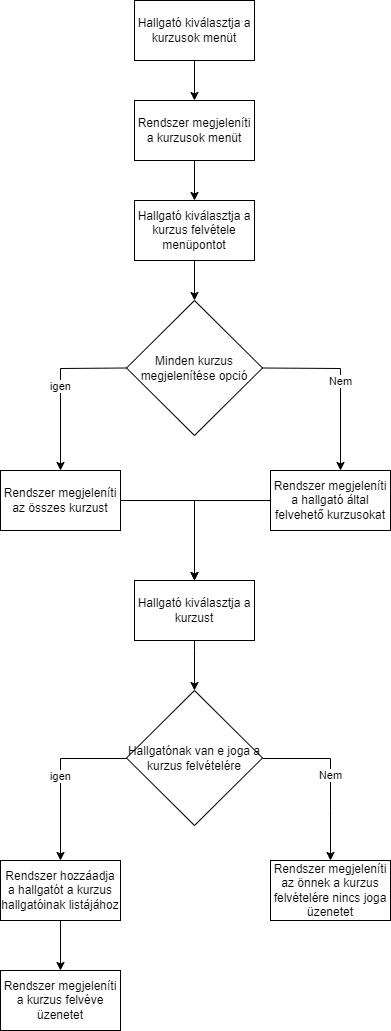 Hallgató kiválasztja a
kurzusok menüt
Rendszer megjeleníti
a kurzusok menüt
Hallgató kiválasztja a
kurzus felvétele
menüpontot
Minden kurzus
megjelenítése opció
igen
Nem
Rendszer megjeleníti
az összes kurzust
Rendszer megjeleníti
a hallgató által
felvehető kurzusokat
Hallgató kiválasztja a
kurzust
Hallgatónak van e joga a
kurzus felvételére
igen
Nem
Rendszer hozzáadja
a hallgatót a kurzus
hallgatóinak listájához
Rendszer megjeleníti
az önnek a kurzus
felvételére nincs joga
üzenetet
Rendszer megjeleníti
a kurzus felvéve
üzenetet